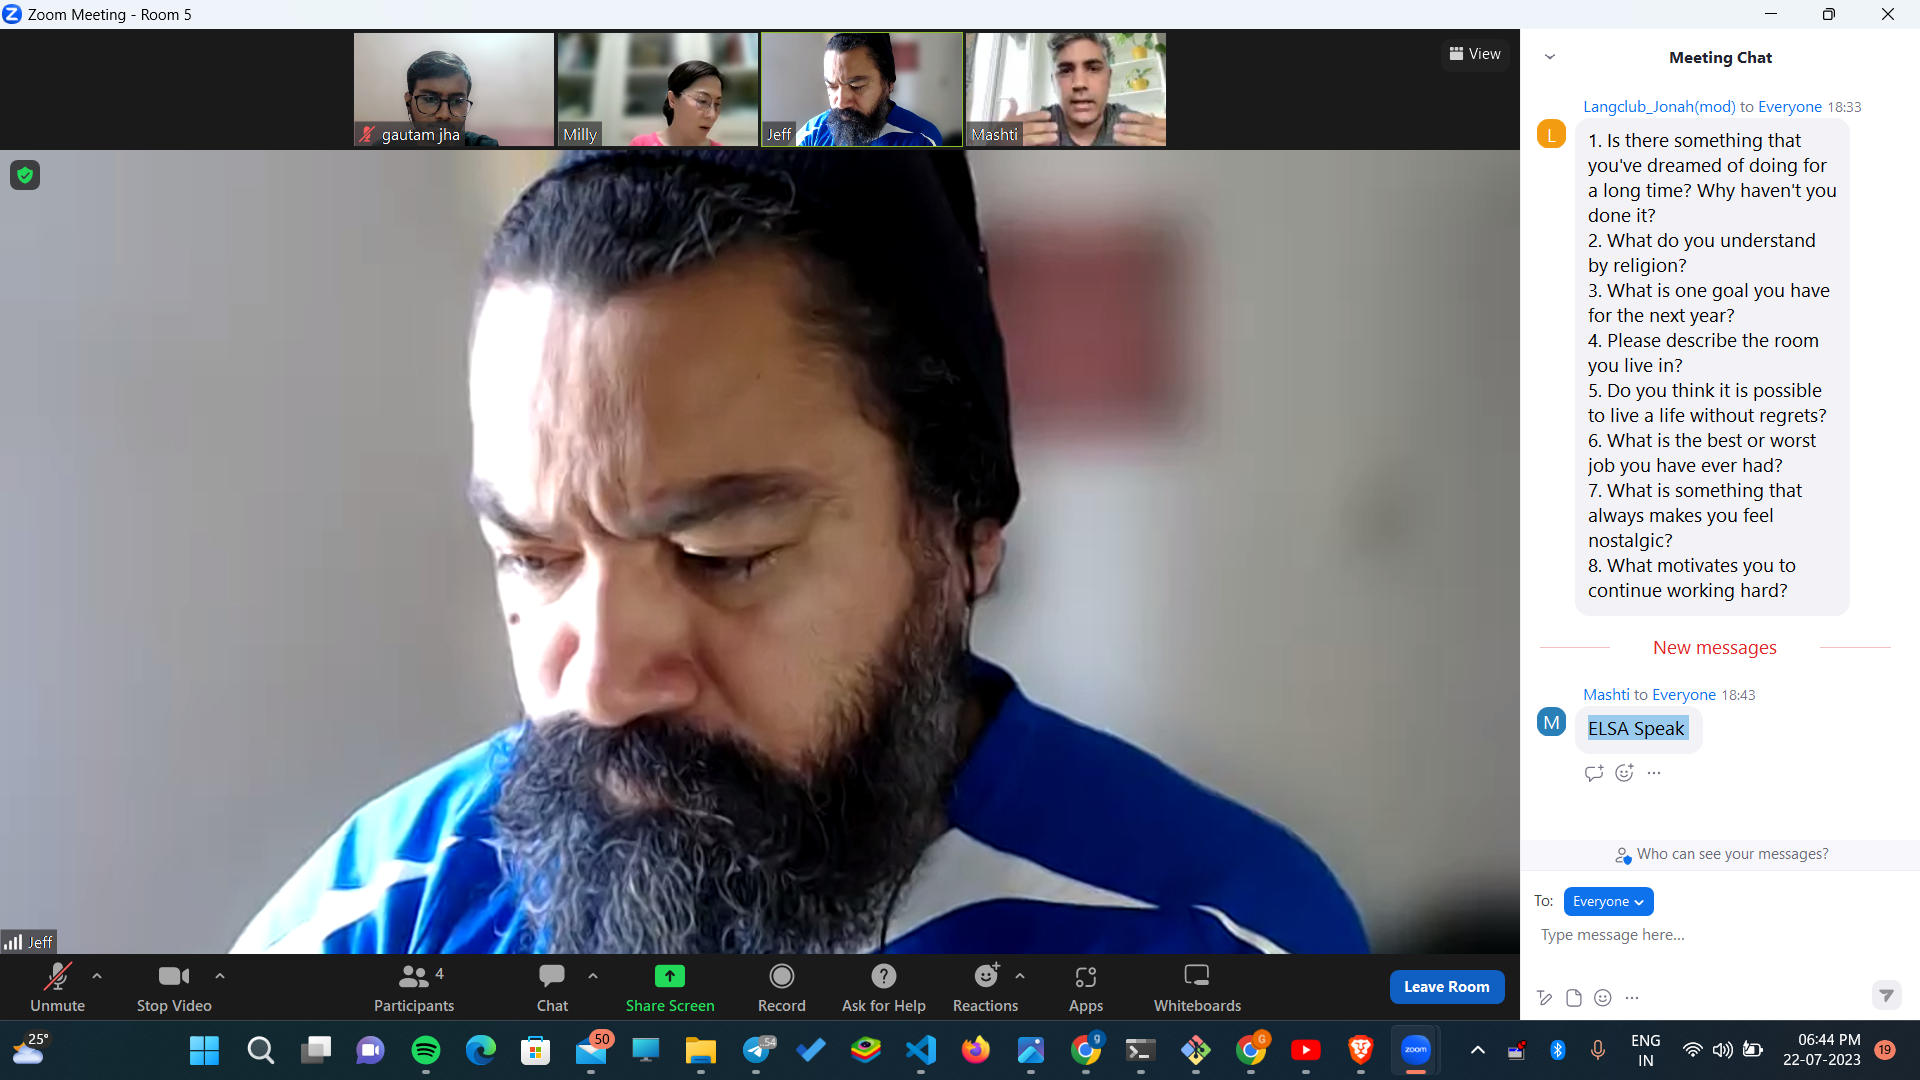 Zoom Meeting - Room 5
View
gautam jha
Milly
Jeff
Mashti
Jeff
Meeting Chat
Langclub_Jonah(mod) to Everyone 18:33
L
1. Is there something that
you've dreamed of doing for
a long time? Why haven't you
done it?
2. What do you understand
by religion?
3. What is one goal you have
for the next year?
4. Please describe the room
you live in?
5. Do you think it is possible
to live a life without regrets?
6. What is the best or worst
job you have ever had?
7. What is something that
always makes you feel
nostalgic?
8. What motivates you to
continue working hard?
New messages
Mashti to Everyone 18:43
M
ELSA Speak
Who can see your messages?
To: Everyone
Type message here...
Unmute
Stop Video
4
Participants
Chat
Share Screen
Record
Ask for Help
Reactions
Apps
Whiteboards
Leave Room
25°
50
54
g
G
zoom
ENG
IN
06:44 PM
22-07-2023
19